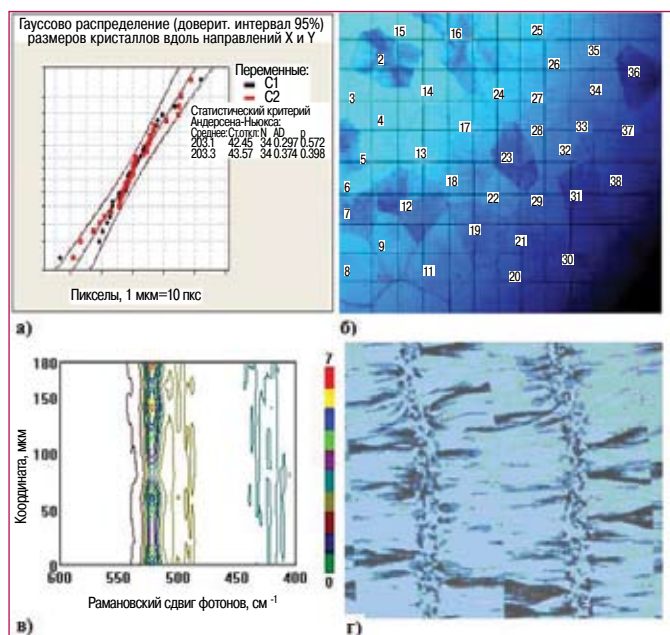 Гауссово распределение (доверит. интервал 95%)
размеров кристаллов вдоль направлений X и Y
Переменные:
C1
C2
Статистический критерий
Андерсена-Ньюкса:
Среднее: Ст.откл: N AD p
203.1 42.45 34 0.297 0.572
203.3 43.57 34 0.374 0.398
Пикселы, 1 мкм=10 пкс
а)
15 16 25
2 35
26 36
3 14 24 27 34
4 17 28 33 37
5 13 23 32
6 18 38
7 12 22 29 31
19
9 21
8 11 20 30
б)
180
150
100
50
0
Координата, мкм
600 550 500 450 400
Рамановский сдвиг фотонов, см -1
7
0
в)
г)